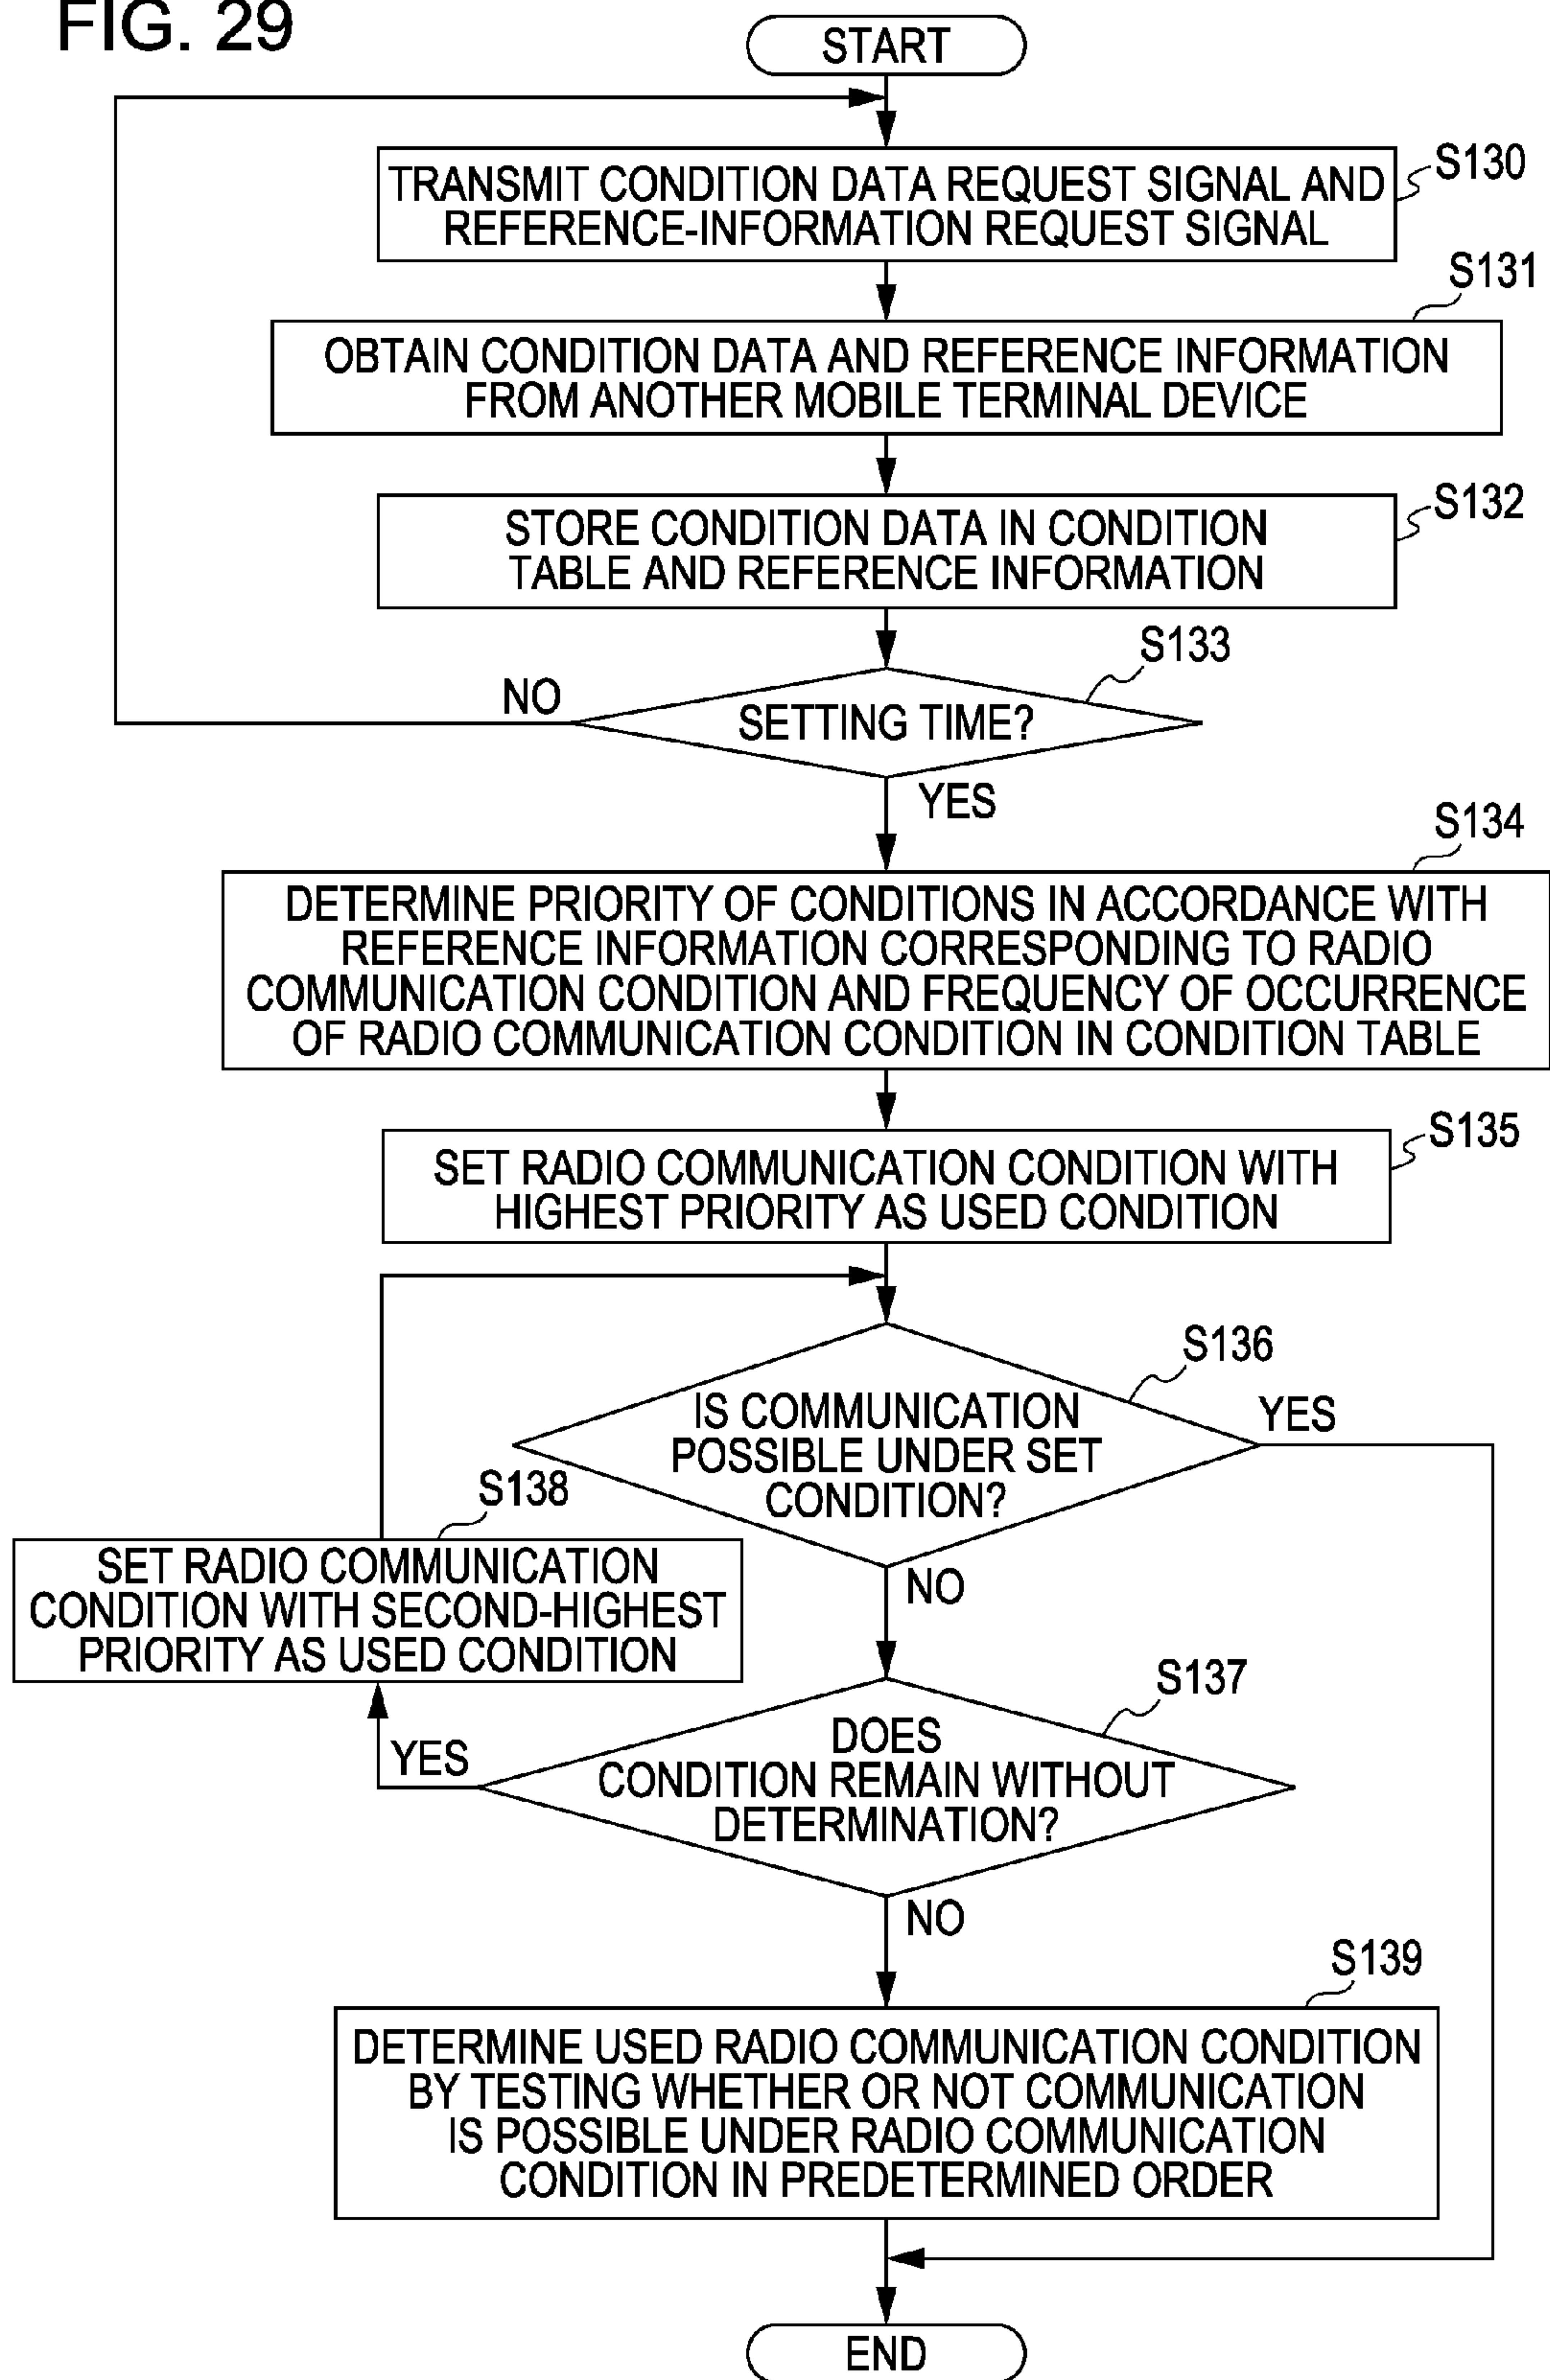 FIG. 29
START
TRANSMIT CONDITION DATA REQUEST SIGNAL AND
REFERENCE-INFORMATION REQUEST SIGNAL
S130
S131
OBTAIN CONDITION DATA AND REFERENCE INFORMATION
FROM ANOTHER MOBILE TERMINAL DEVICE
STORE CONDITION DATA IN CONDITION
TABLE AND REFERENCE INFORMATION
S132
S133
NO
SETTING TIME?
YES
S134
DETERMINE PRIORITY OF CONDITIONS IN ACCORDANCE WITH
REFERENCE INFORMATION CORRESPONDING TO RADIO
COMMUNICATION CONDITION AND FREQUENCY OF OCCURRENCE
OF RADIO COMMUNICATION CONDITION IN CONDITION TABLE
S135
SET RADIO COMMUNICATION CONDITION WITH
HIGHEST PRIORITY AS USED CONDITION
S136
IS COMMUNICATION
POSSIBLE UNDER SET
CONDITION?
YES
S138
SET RADIO COMMUNICATION
CONDITION WITH SECOND-HIGHEST
PRIORITY AS USED CONDITION
NO
S137
DOES
CONDITION REMAIN WITHOUT
DETERMINATION?
YES
NO
S139
DETERMINE USED RADIO COMMUNICATION CONDITION
BY TESTING WHETHER OR NOT COMMUNICATION
IS POSSIBLE UNDER RADIO COMMUNICATION
CONDITION IN PREDETERMINED ORDER
END